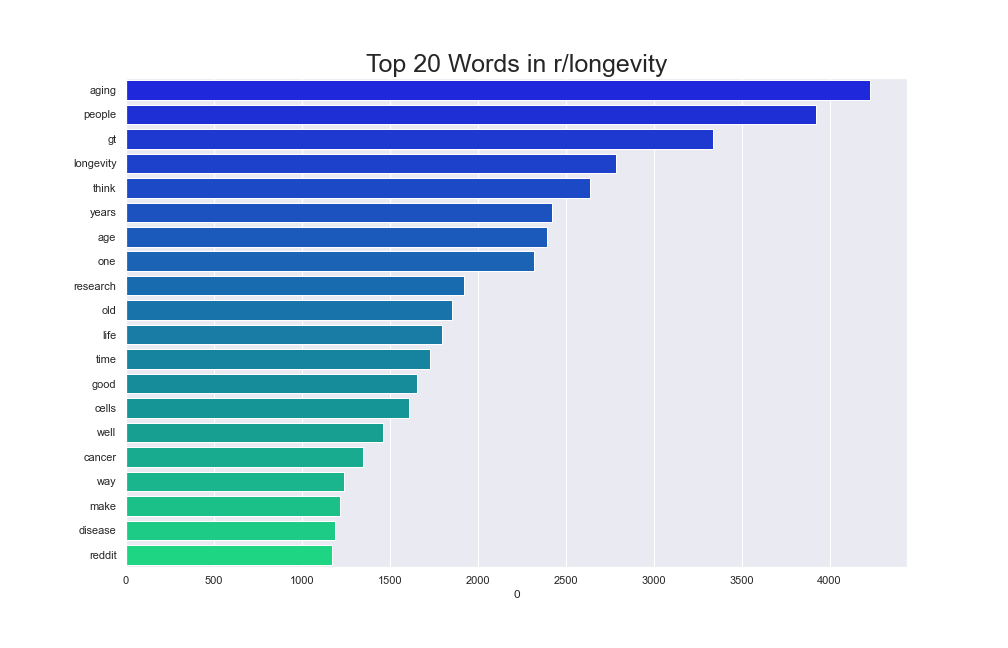 Top 20 Words in r/longevity
aging
people
gt
longevity
think
years
age
one
research
old
life
time
good
cells
well
cancer
way
make
disease
reddit
0 500 1000 1500 2000 2500 3000 3500 4000
0